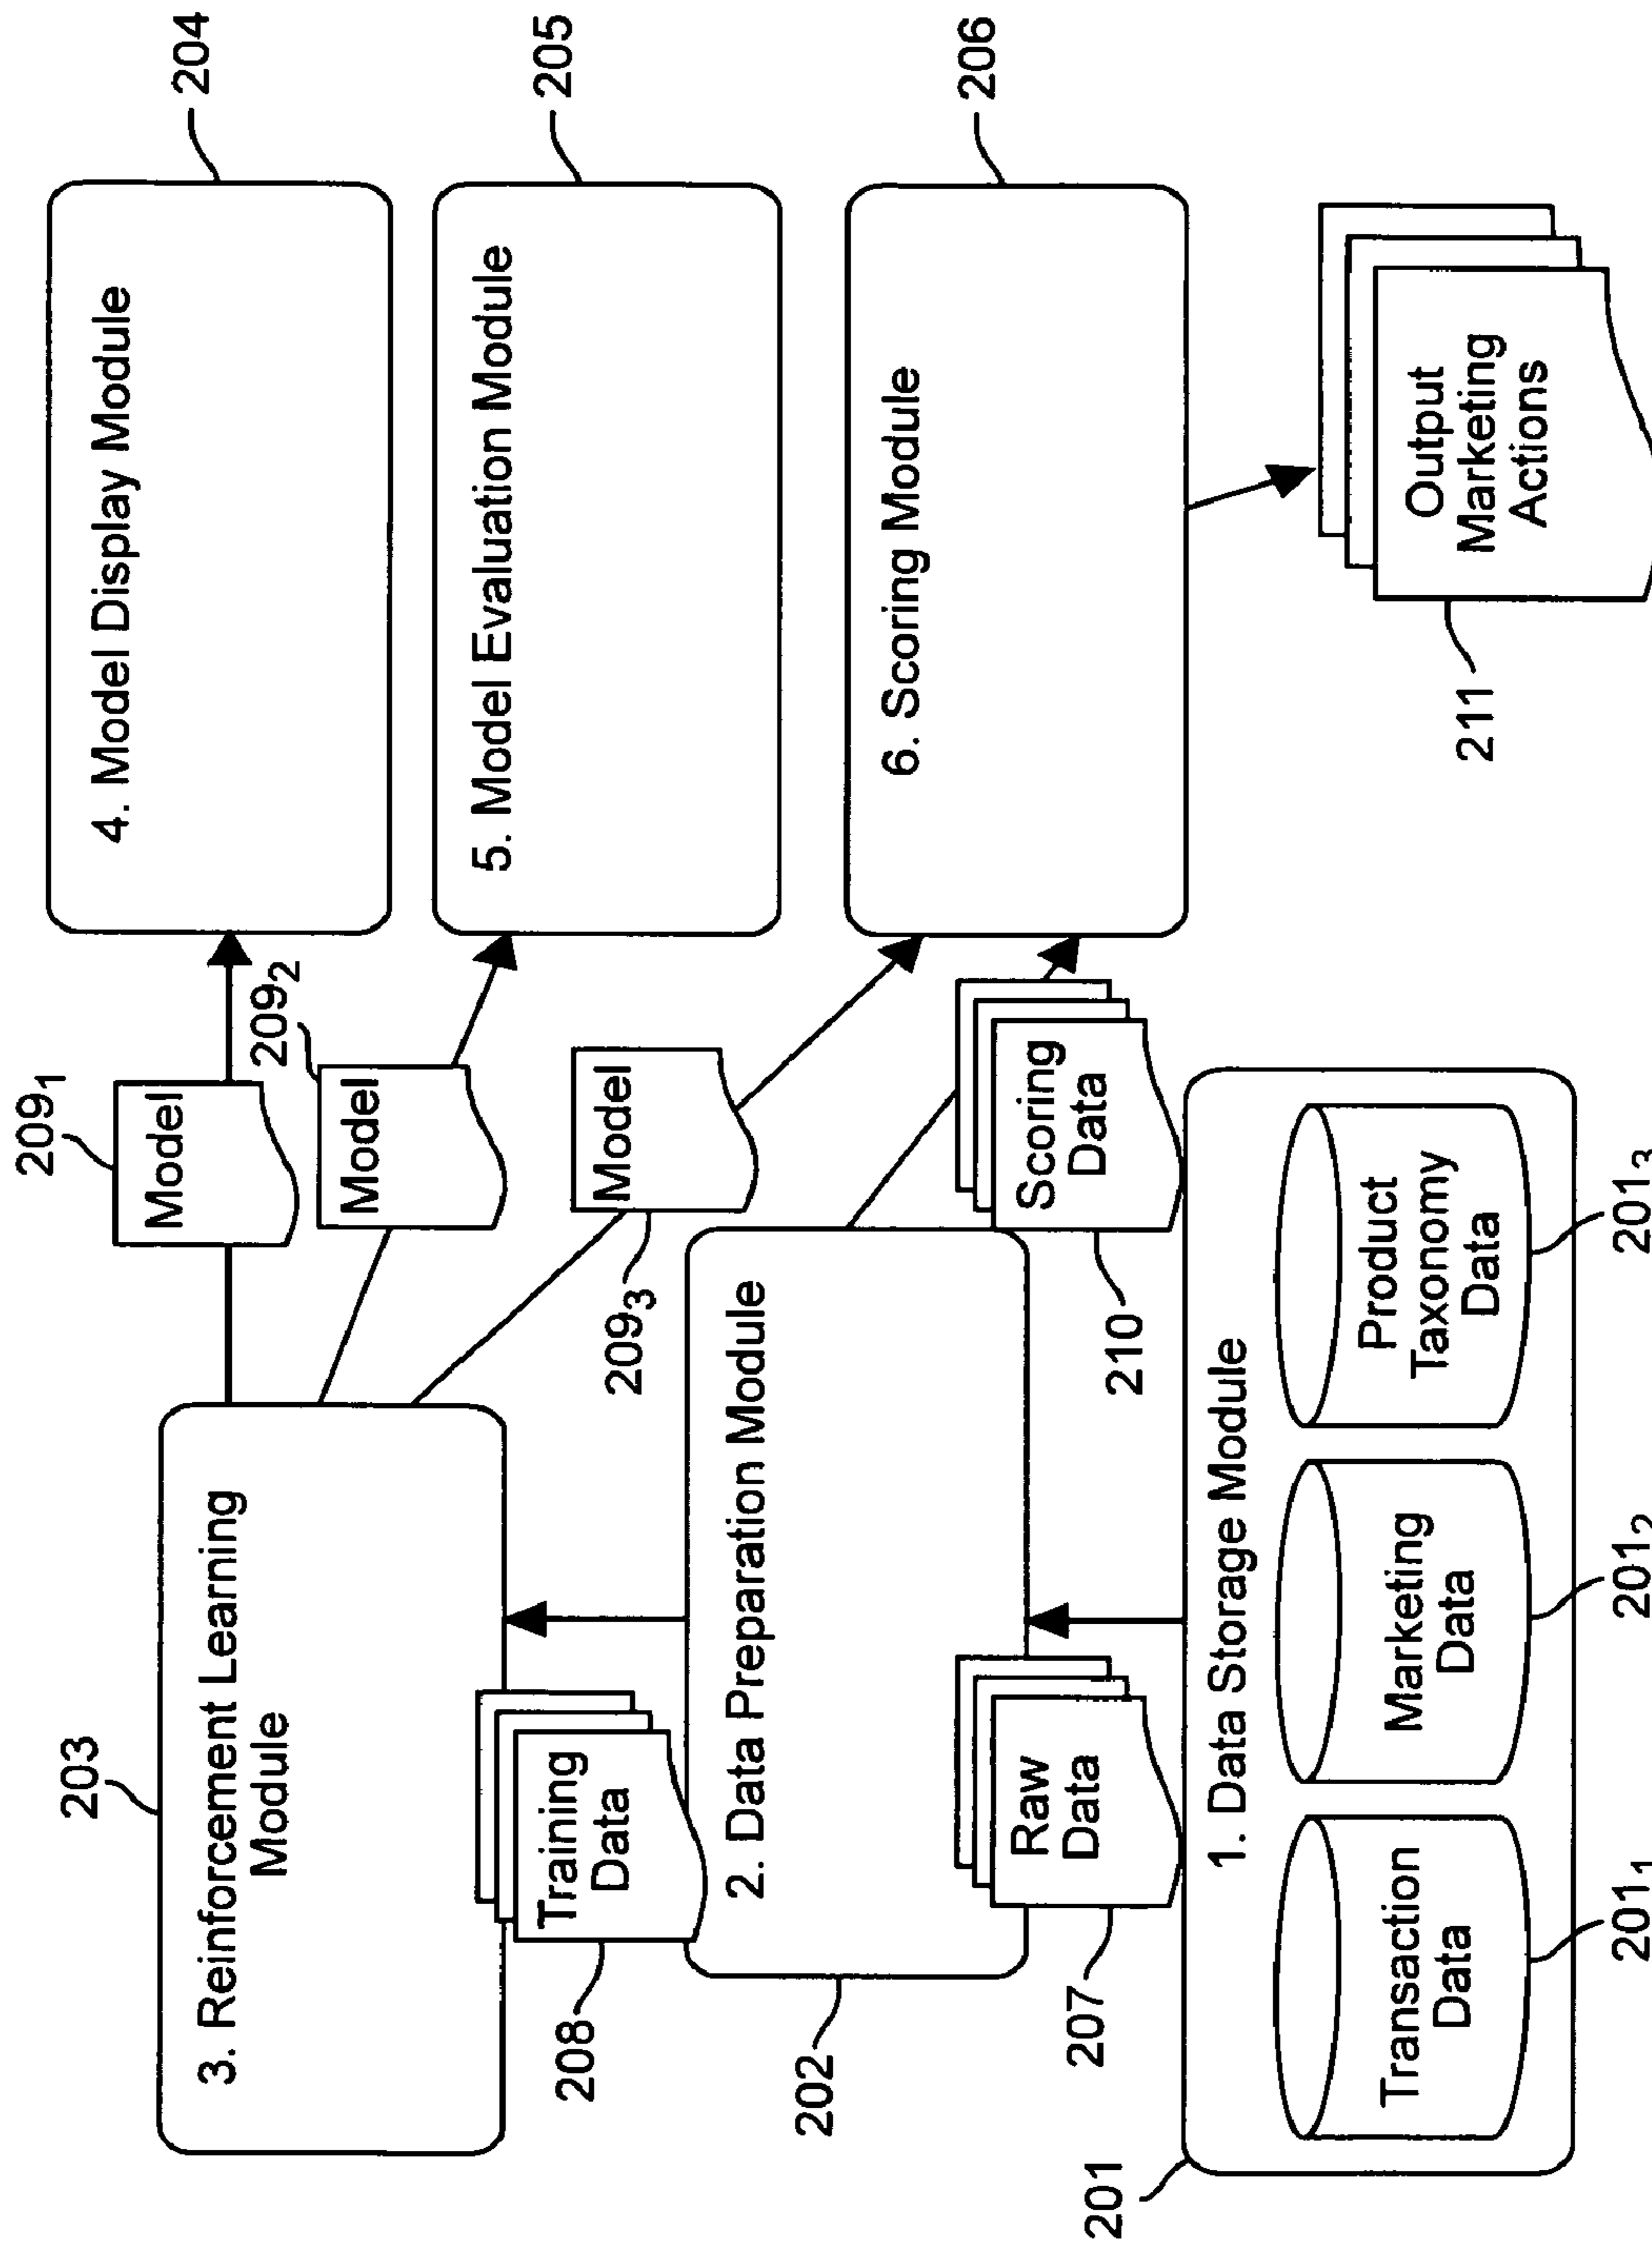 203
3. Reinforcement Learning
Module
208
Training
Data
202
2. Data Preparation Module
207
Raw
Data
201
1. Data Storage Module
Transaction
Data
201₁
Marketing
Data
201₂
Product
Taxonomy
Data
201₃
209₁
Model
209₂
Model
209₃
Model
210
Scoring
Data
4. Model Display Module
204
5. Model Evaluation Module
205
6. Scoring Module
206
211
Output
Marketing
Actions